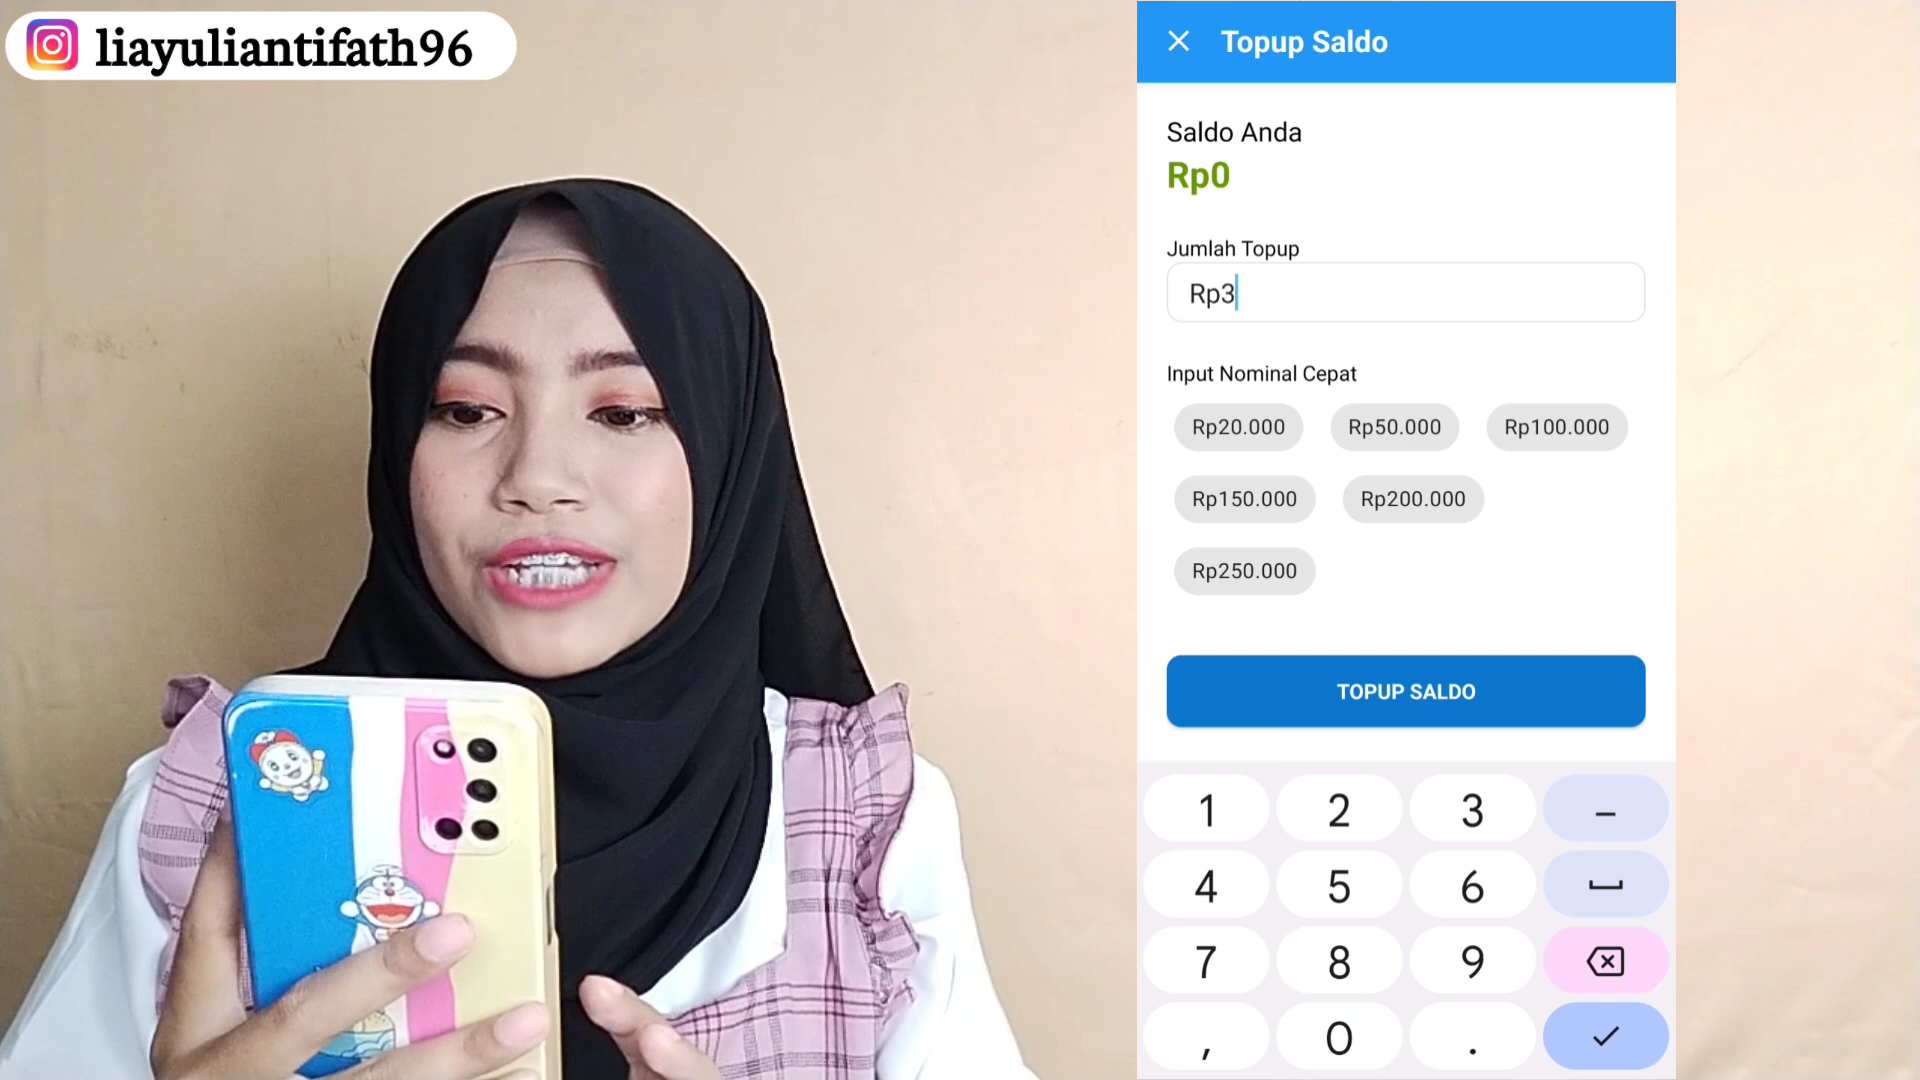 liayuliantifath96
Topup Saldo
Saldo Anda
Rp0
Jumlah Topup
Rp3
Input Nominal Cepat
Rp20.000 Rp50.000 Rp100.000
Rp150.000 Rp200.000
Rp250.000
TOPUP SALDO
1 2 3 –
4 5 6
7 8 9
, 0 .